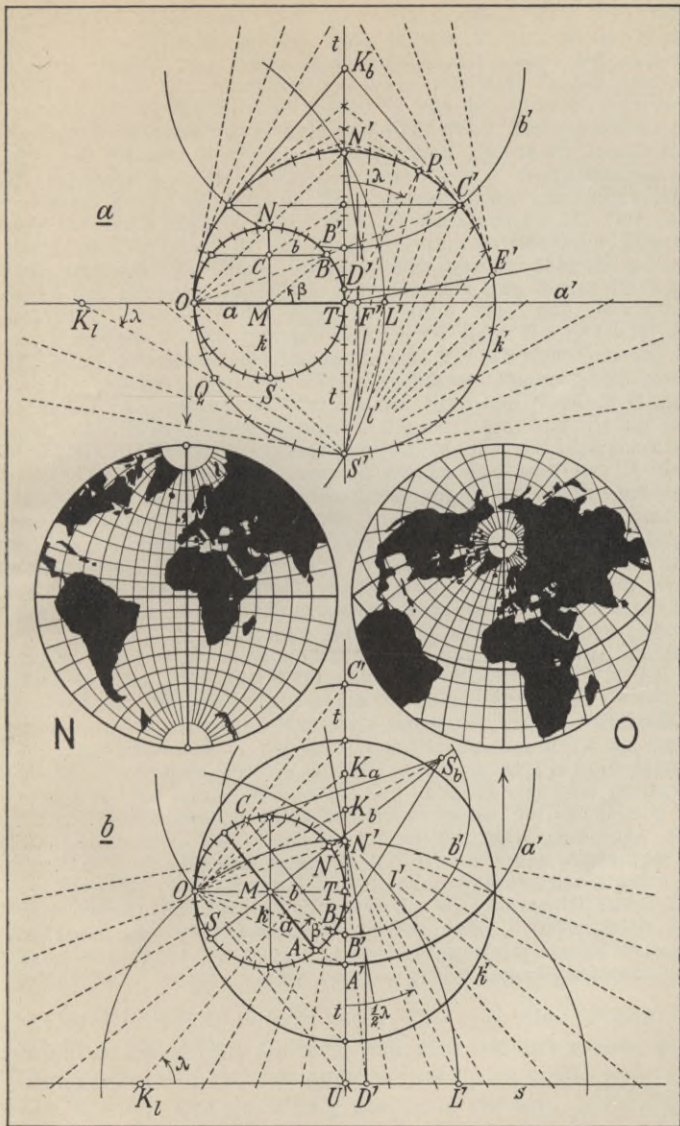 t
K_b
b'
N'
P
λ
C'
a
N
B'
C
b
B
D'
E'
O
a
M
β
T
F'
L'
a'
K_l
λ
k
k'
Q
S
t
l'
S'
N
O
C'
t
K_a
S_b
C
K_b
b
N'
b'
a'
N
l'
O
M
b
T
k
B
S
a
β
B'
A
A'
k'
t
½λ
λ
K_l
U
D'
L'
s